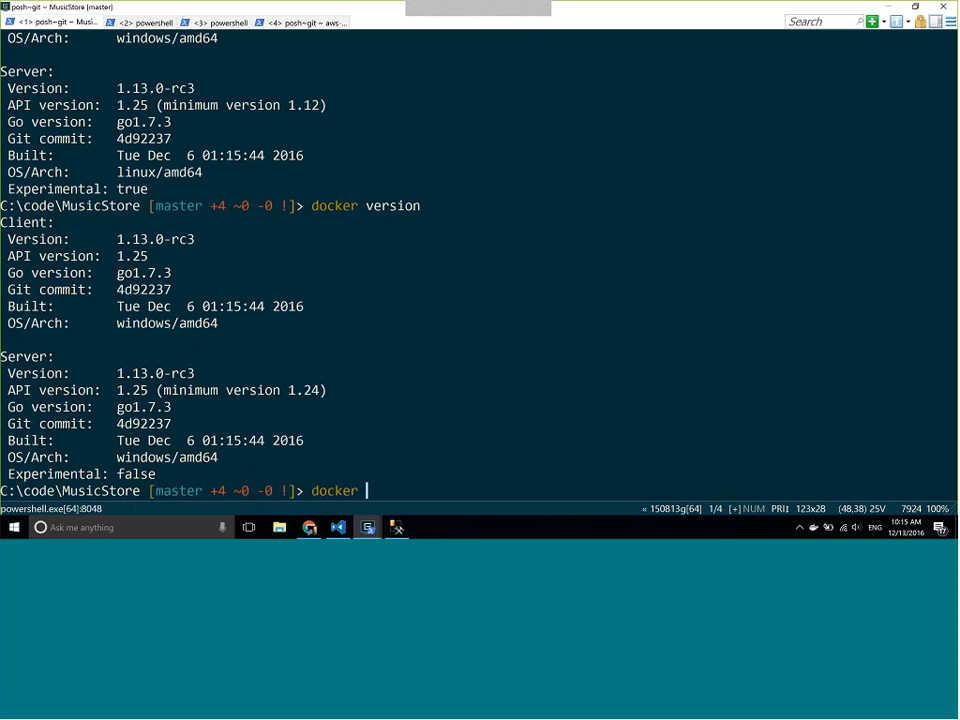 posh~git ~ MusicStore [master]
<1> posh~git ~ Musi... <2> powershell <3> powershell <4> posh~git ~ aws-... Search
OS/Arch: windows/amd64
Server:
Version: 1.13.0-rc3
API version: 1.25 (minimum version 1.12)
Go version: go1.7.3
Git commit: 4d92237
Built: Tue Dec  6 01:15:44 2016
OS/Arch: linux/amd64
Experimental: true
C:\code\MusicStore [master +4 ~0 -0 !]> docker version
Client:
Version: 1.13.0-rc3
API version: 1.25
Go version: go1.7.3
Git commit: 4d92237
Built: Tue Dec  6 01:15:44 2016
OS/Arch: windows/amd64
Server:
Version: 1.13.0-rc3
API version: 1.25 (minimum version 1.24)
Go version: go1.7.3
Git commit: 4d92237
Built: Tue Dec  6 01:15:44 2016
OS/Arch: windows/amd64
Experimental: false
C:\code\MusicStore [master +4 ~0 -0 !]> docker
powershell.exe[64]:8048 « 150813g[64] 1/4 [+] NUM PRI↕ 123x28 (48,38) 25V 7924 100%
Ask me anything ENG 10:15 AM
12/13/2016